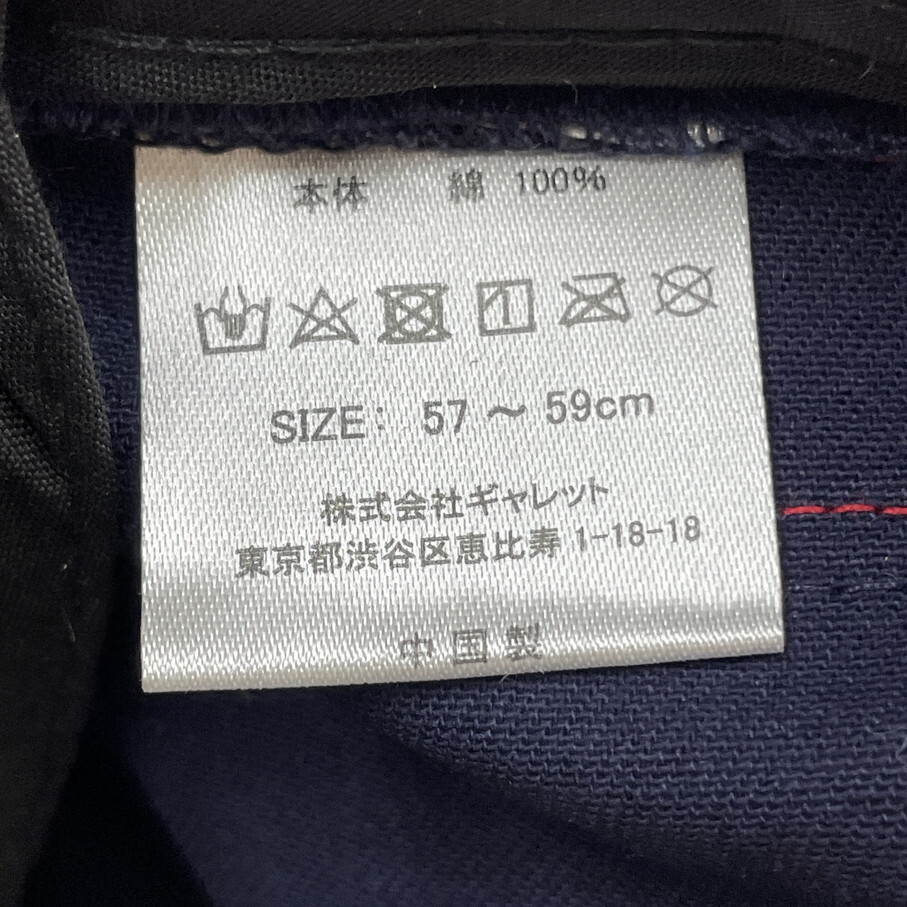 本体　綿 100%
SIZE: 57 ～ 59cm
株式会社ギャレット
東京都渋谷区恵比寿 1-18-18
中国製